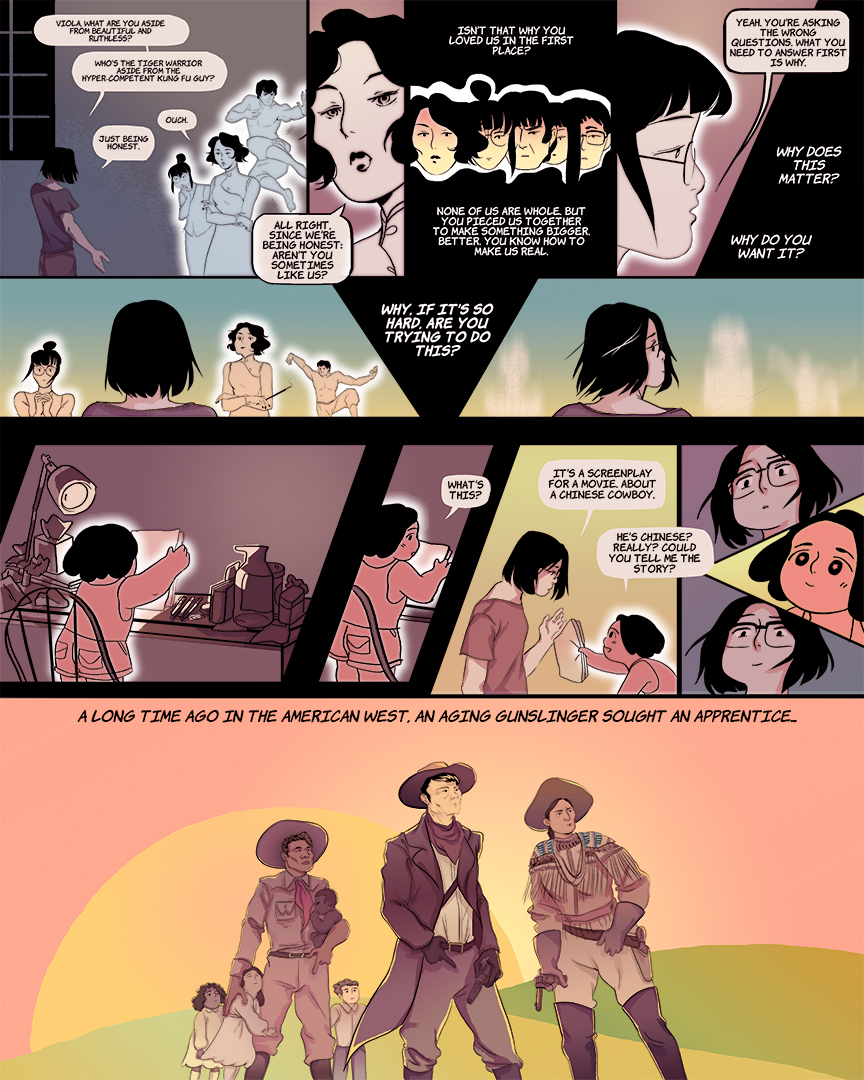 VIOLA, WHAT ARE YOU ASIDE
FROM BEAUTIFUL AND
RUTHLESS?
WHO'S THE TIGER WARRIOR
ASIDE FROM THE
HYPER-COMPETENT KUNG FU GUY?
OUCH.
JUST BEING
HONEST.
ALL RIGHT,
SINCE WE'RE
BEING HONEST:
AREN'T YOU
SOMETIMES
LIKE US?
ISN'T THAT WHY YOU
LOVED US IN THE FIRST
PLACE?
NONE OF US ARE WHOLE, BUT
YOU PIECED US TOGETHER
TO MAKE SOMETHING BIGGER.
BETTER. YOU KNOW HOW TO
MAKE US REAL.
YEAH. YOU'RE ASKING
THE WRONG
QUESTIONS. WHAT YOU
NEED TO ANSWER FIRST
IS WHY.
WHY DOES
THIS
MATTER?
WHY DO YOU
WANT IT?
WHY, IF IT'S SO
HARD, ARE YOU
TRYING TO DO
THIS?
WHAT'S
THIS?
IT'S A SCREENPLAY
FOR A MOVIE. ABOUT
A CHINESE COWBOY.
HE'S CHINESE?
REALLY? COULD
YOU TELL ME THE
STORY?
A LONG TIME AGO IN THE AMERICAN WEST, AN AGING GUNSLINGER SOUGHT AN APPRENTICE...